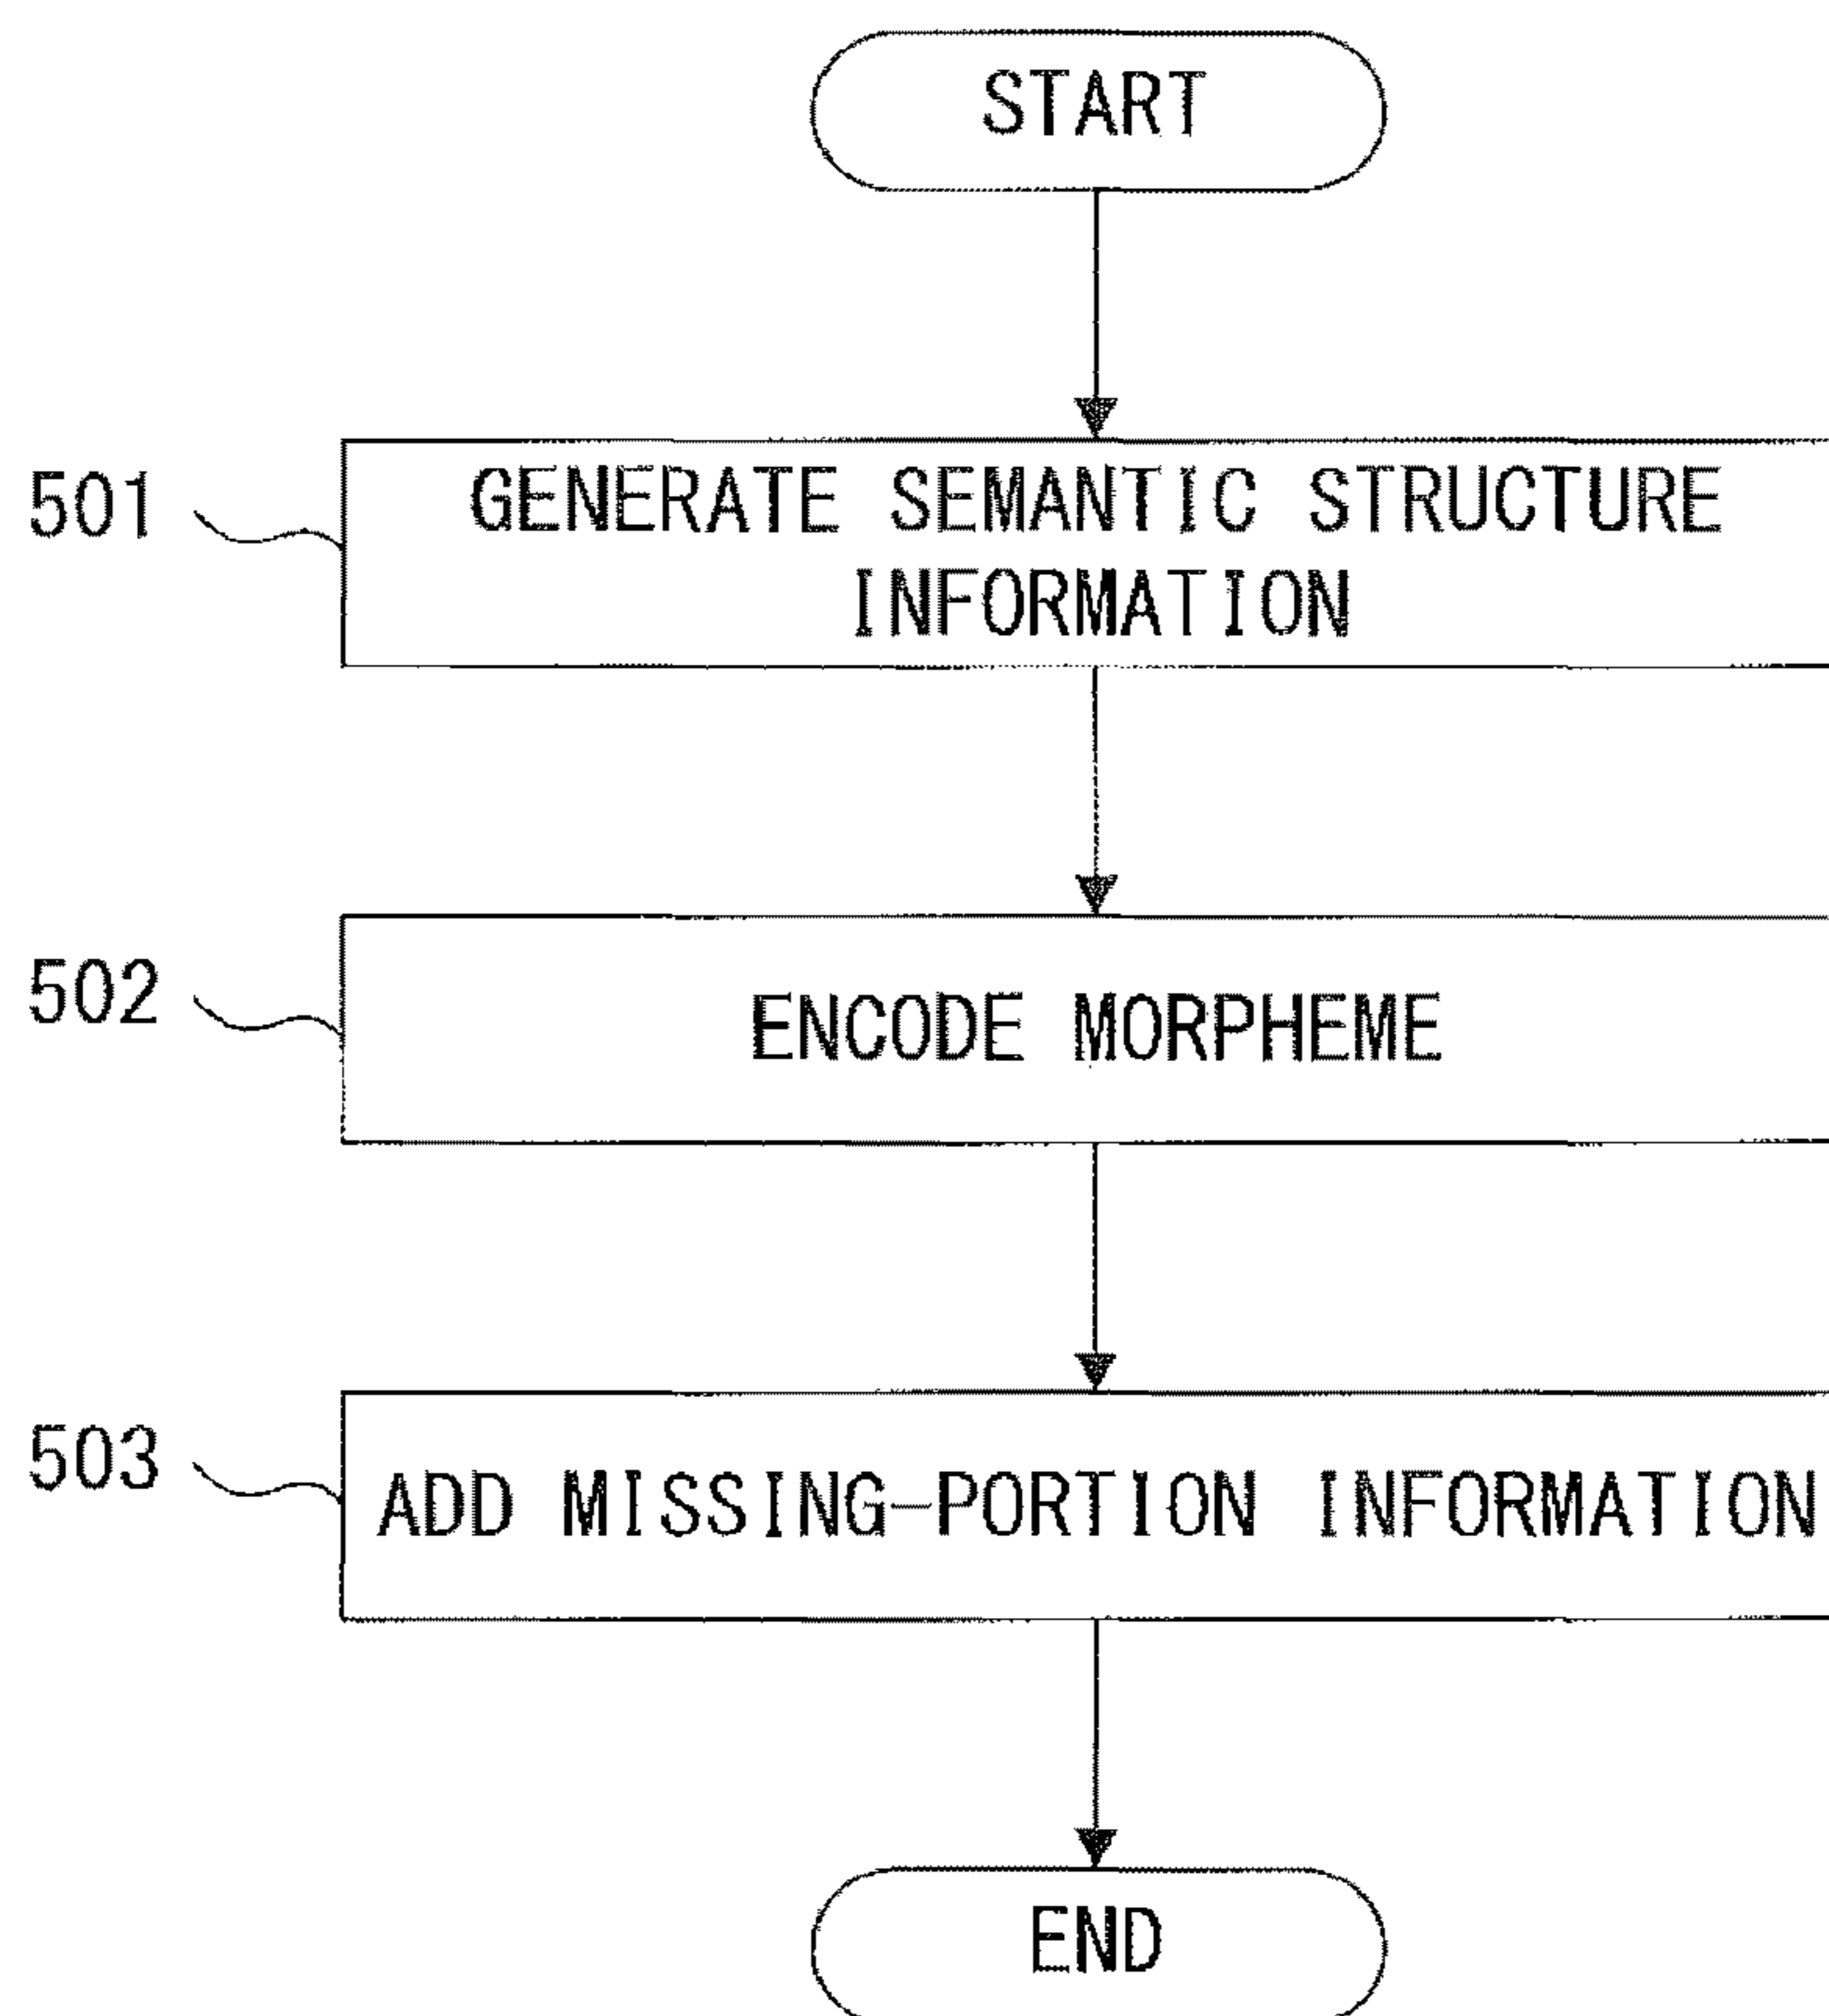 START
501
GENERATE SEMANTIC STRUCTURE
INFORMATION
502
ENCODE MORPHEME
503
ADD MISSING-PORTION INFORMATION
END